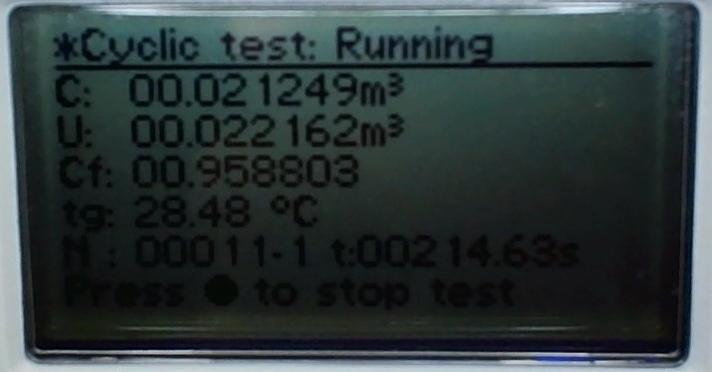 *Cyclic test: Running
C: 00.021249m³
U: 00.022162m³
Cf: 00.958803
tg: 28.48 °C
N : 00011-1 t:00214.63s
Press ● to stop test